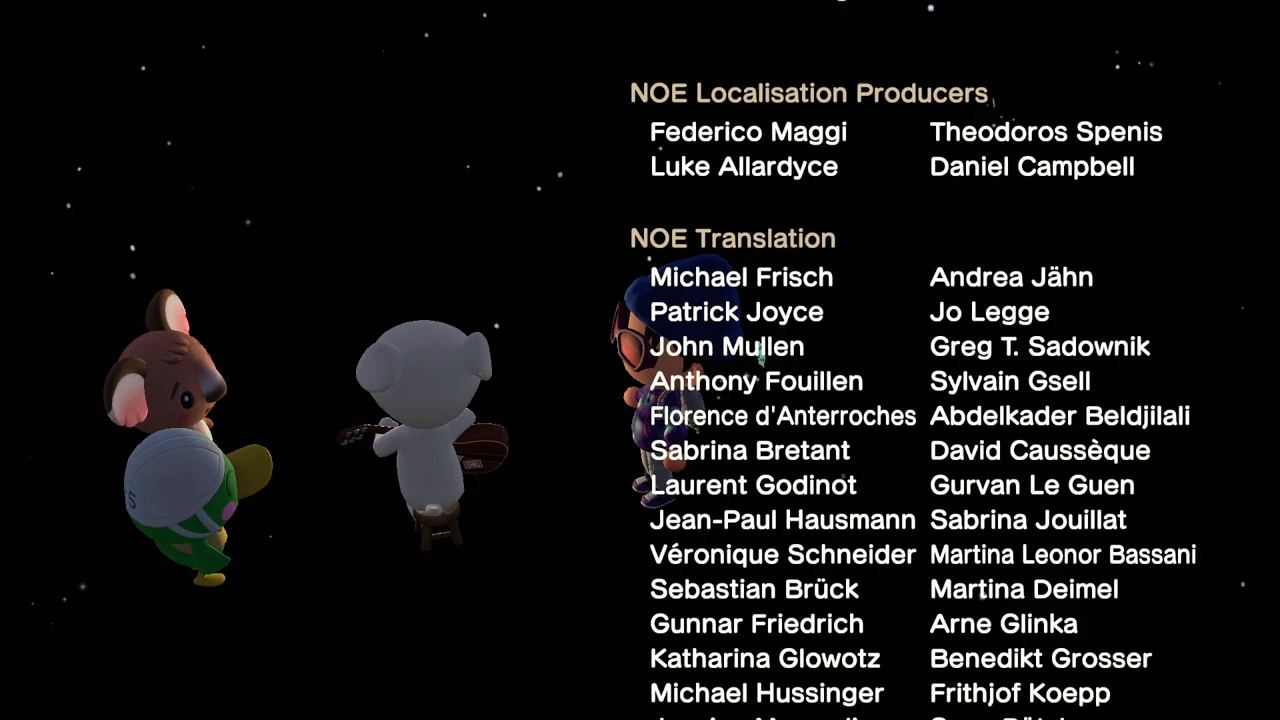 NOE Localisation Producers
Federico Maggi Theodoros Spenis
Luke Allardyce Daniel Campbell
NOE Translation
Michael Frisch Andrea Jähn
Patrick Joyce Jo Legge
John Mullen Greg T. Sadownik
Anthony Fouillen Sylvain Gsell
Florence d'Anterroches Abdelkader Beldjilali
Sabrina Bretant David Caussèque
Laurent Godinot Gurvan Le Guen
Jean-Paul Hausmann Sabrina Jouillat
Véronique Schneider Martina Leonor Bassani
Sebastian Brück Martina Deimel
Gunnar Friedrich Arne Glinka
Katharina Glowotz Benedikt Grosser
Michael Hussinger Frithjof Koepp